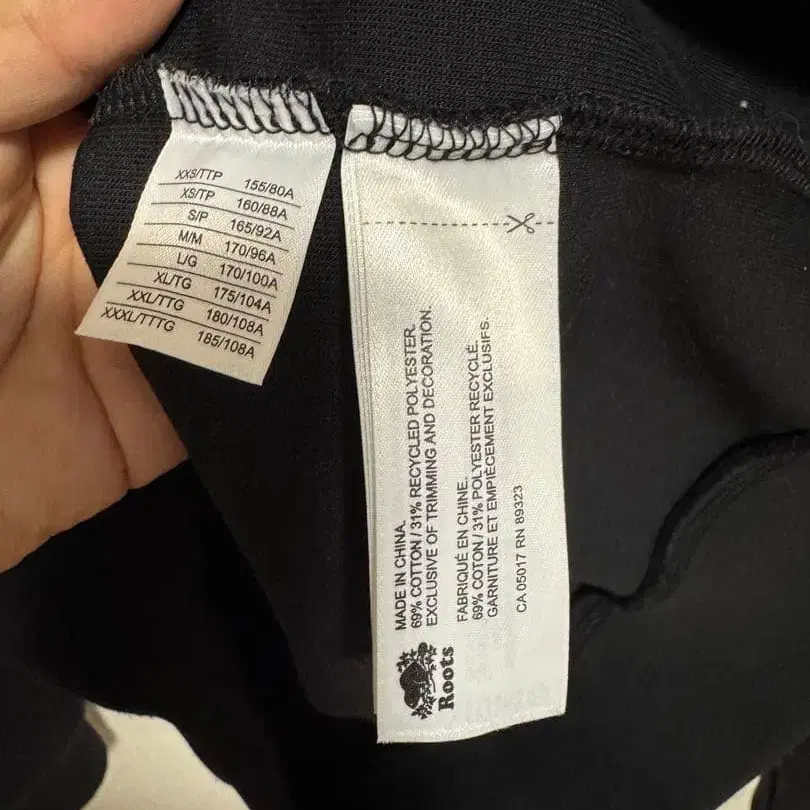 XXS/TTP 155/80A
XS/TP 160/88A
S/P 165/92A
M/M 170/96A
L/G 170/100A
XL/TG 175/104A
XXL/TTG 180/108A
XXXL/TTTG 185/108A
MADE IN CHINA.
69% COTTON / 31% RECYCLED POLYESTER.
EXCLUSIVE OF TRIMMING AND DECORATION.
FABRIQUÉ EN CHINE.
69% COTON / 31% POLYESTER RECYCLÉ.
GARNITURE ET EMPIÈCEMENT EXCLUSIFS.
CA 05017 RN 89323
Roots